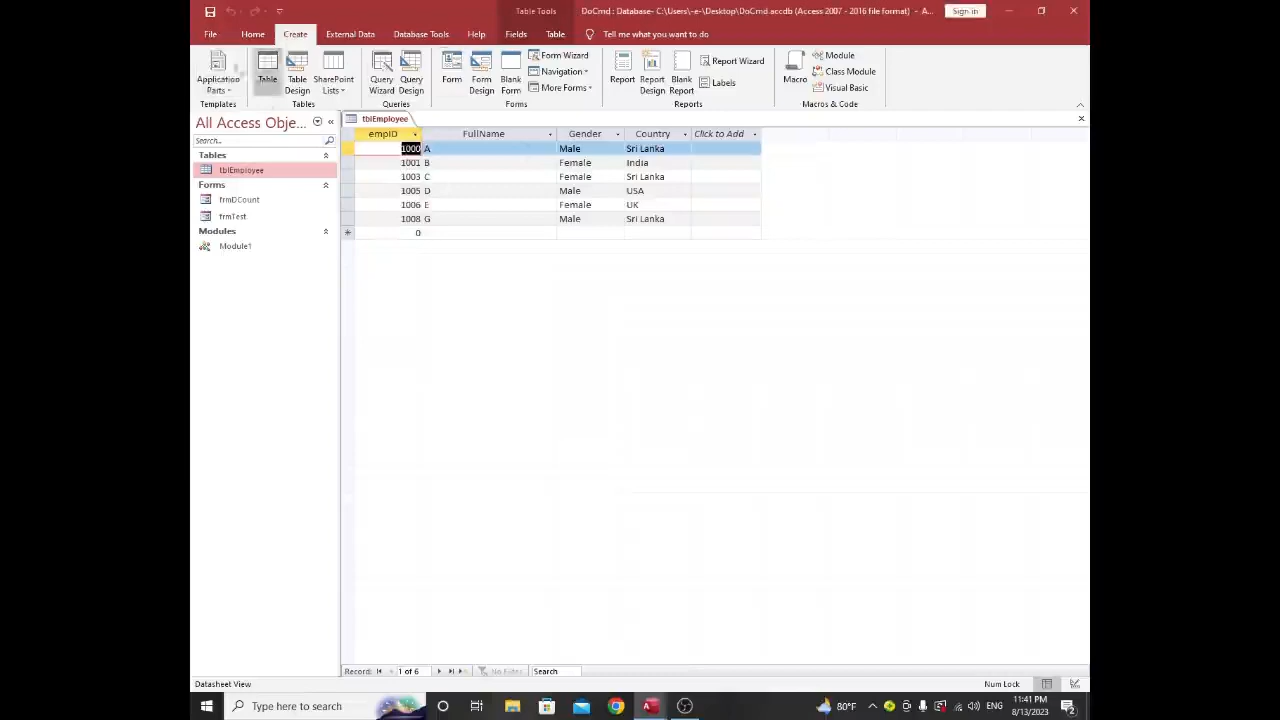 Table Tools
DoCmd : Database- C:\Users\-e-\Desktop\DoCmd.accdb (Access 2007 - 2016 file format) - A...
Sign in
File Home Create External Data Database Tools Help Fields Table Tell me what you want to do
Application Parts
Templates
Table
Table Design
SharePoint Lists
Tables
Query Wizard
Query Design
Queries
Form
Form Design
Blank Form
Form Wizard
Navigation
More Forms
Forms
Report
Report Design
Blank Report
Report Wizard
Labels
Reports
Macro
Module
Class Module
Visual Basic
Macros & Code
All Access Obje...
Search...
Tables
tblEmployee
Forms
frmDCount
frmTest
Modules
Module1
tblEmployee
empID FullName Gender Country Click to Add
1000 A Male Sri Lanka
1001 B Female India
1003 C Female Sri Lanka
1005 D Male USA
1006 E Female UK
1008 G Male Sri Lanka
0
Record: 1 of 6 No Filter Search
Datasheet View
Num Lock
Type here to search
80°F
ENG
11:41 PM
8/13/2023
2